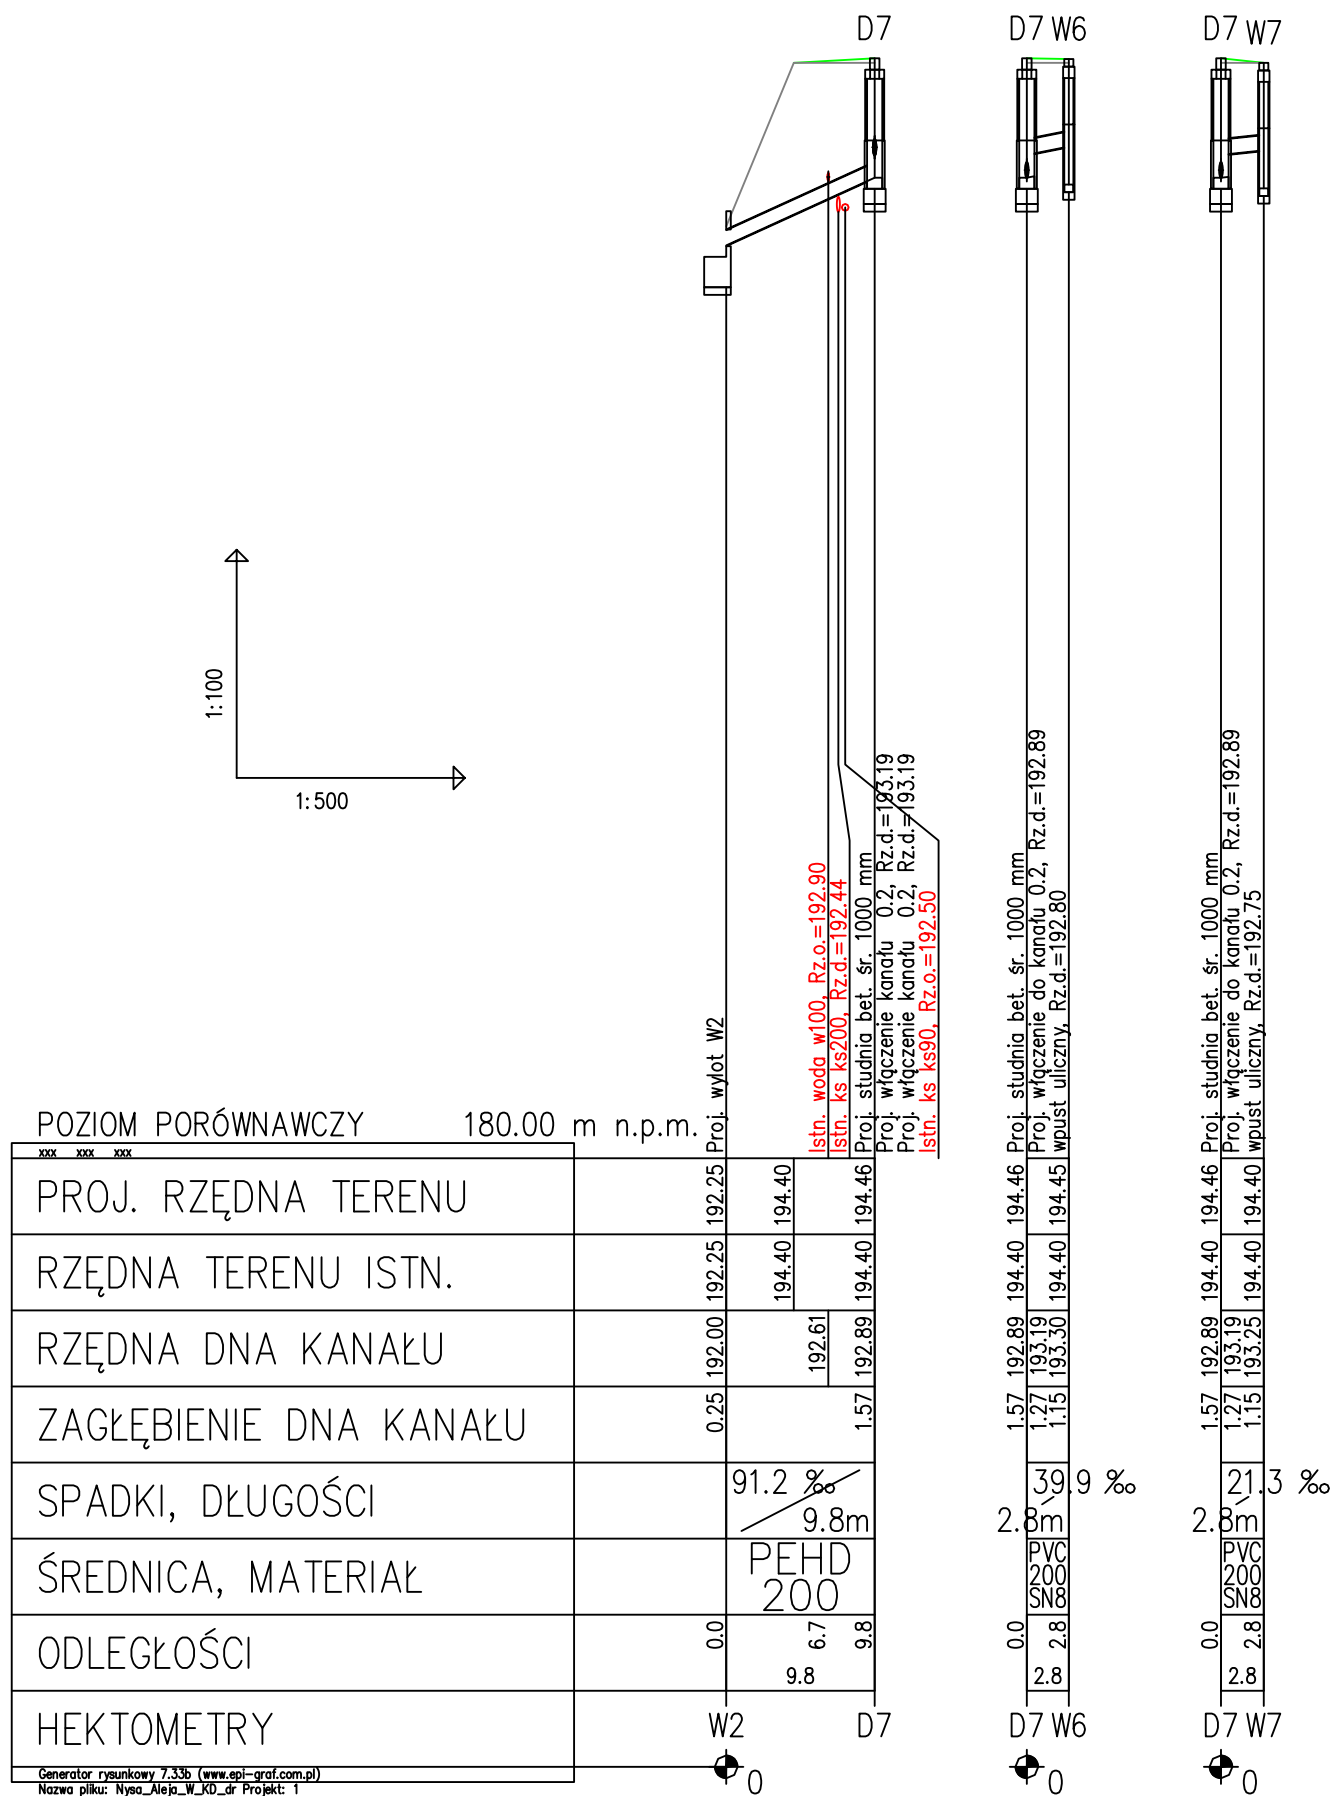 D7
D7 W6
D7 W7
1:100
1:500
Proj. wylot W2
Istn. woda w100, Rz.o.=192.90
Istn. ks ks200, Rz.d.=192.44
Proj. studnia bet. śr. 1000 mm
Proj. włączenie kanału 0.2, Rz.d.=193.19
Proj. włączenie kanału 0.2, Rz.d.=193.19
Istn. ks ks90, Rz.o.=192.50
Proj. studnia bet. śr. 1000 mm
Proj. włączenie do kanału 0.2, Rz.d.=192.89
wpust uliczny, Rz.d.=192.80
Proj. studnia bet. śr. 1000 mm
Proj. włączenie do kanału 0.2, Rz.d.=192.89
wpust uliczny, Rz.d.=192.75
POZIOM PORÓWNAWCZY 180.00 m n.p.m.
xxx xxx xxx
PROJ. RZĘDNA TERENU 192.25 194.40 194.46 194.46 194.45 194.46 194.40
RZĘDNA TERENU ISTN. 192.25 194.40 194.40 194.40 194.40 194.40 194.40
RZĘDNA DNA KANAŁU 192.00 192.61 192.89 192.89 193.19 193.30 192.89 193.19 193.25
ZAGŁĘBIENIE DNA KANAŁU 0.25 1.57 1.57 1.27 1.15 1.57 1.27 1.15
SPADKI, DŁUGOŚCI 91.2 ‰ 9.8m 39.9 ‰ 2.8m 21.3 ‰ 2.8m
ŚREDNICA, MATERIAŁ PEHD 200 PVC 200 SN8 PVC 200 SN8
ODLEGŁOŚCI 0.0 6.7 9.8 0.0 2.8 0.0 2.8
9.8 2.8 2.8
HEKTOMETRY W2 D7 D7 W6 D7 W7
0 0 0
Generator rysunkowy 7.33b (www.epi-graf.com.pl)
Nazwa pliku: Nysa_Aleja_W_KD_dr Projekt: 1